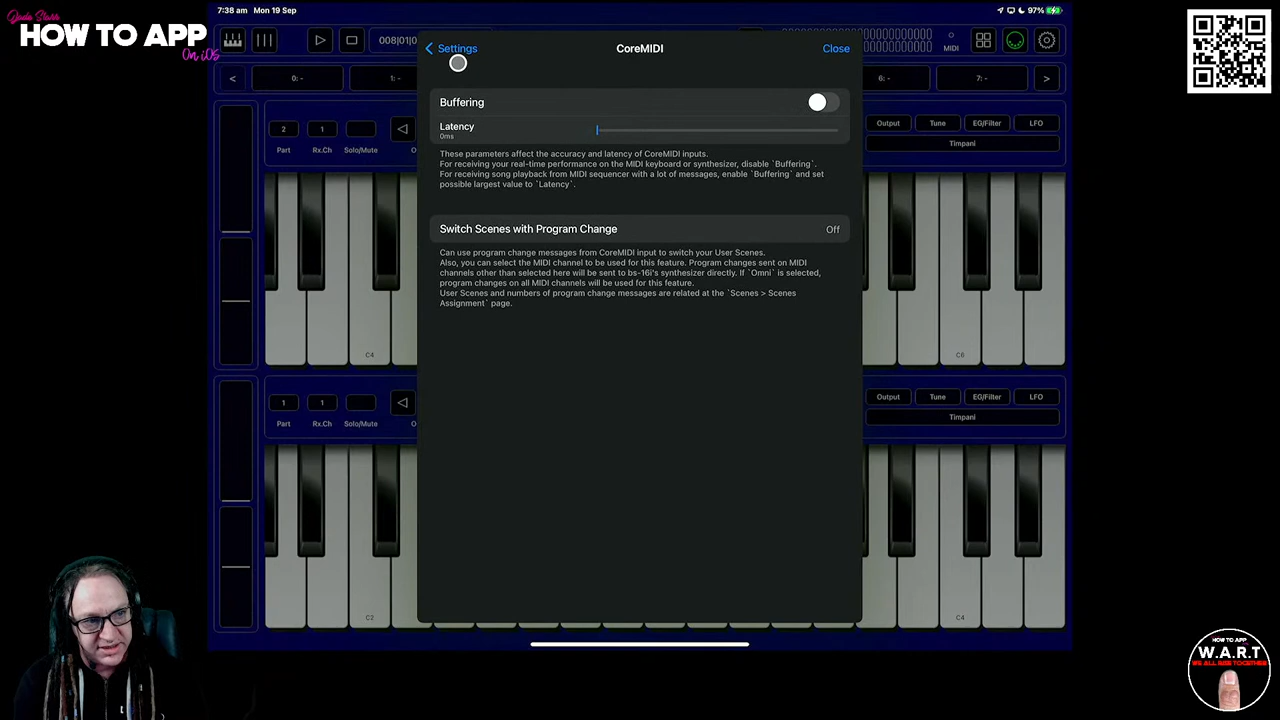 Jade Starr
HOW TO APP
On iOS
7:38 am Mon 19 Sep
97%
008|01|0
MIDI
<
0: -
1: -
6: -
7: -
>
Settings
CoreMIDI
Close
Buffering
Latency
0ms
These parameters affect the accuracy and latency of CoreMIDI inputs.
For receiving your real-time performance on the MIDI keyboard or synthesizer, disable `Buffering`.
For receiving song playback from MIDI sequencer with a lot of messages, enable `Buffering` and set
possible largest value to `Latency`.
Switch Scenes with Program Change
Off
Can use program change messages from CoreMIDI input to switch your User Scenes.
Also, you can select the MIDI channel to be used for this feature. Program changes sent on MIDI
channels other than selected here will be sent to bs-16i's synthesizer directly. If `Omni` is selected,
program changes on all MIDI channels will be used for this feature.
User Scenes and numbers of program change messages are related at the `Scenes > Scenes
Assignment` page.
2
1
Part
Rx.Ch
Solo/Mute
O
Output
Tune
EG/Filter
LFO
Timpani
C4
C6
1
1
Part
Rx.Ch
Solo/Mute
O
Output
Tune
EG/Filter
LFO
Timpani
C2
C4
HOW TO APP
W.A.R.T
WE ALL RISE TOGETHER